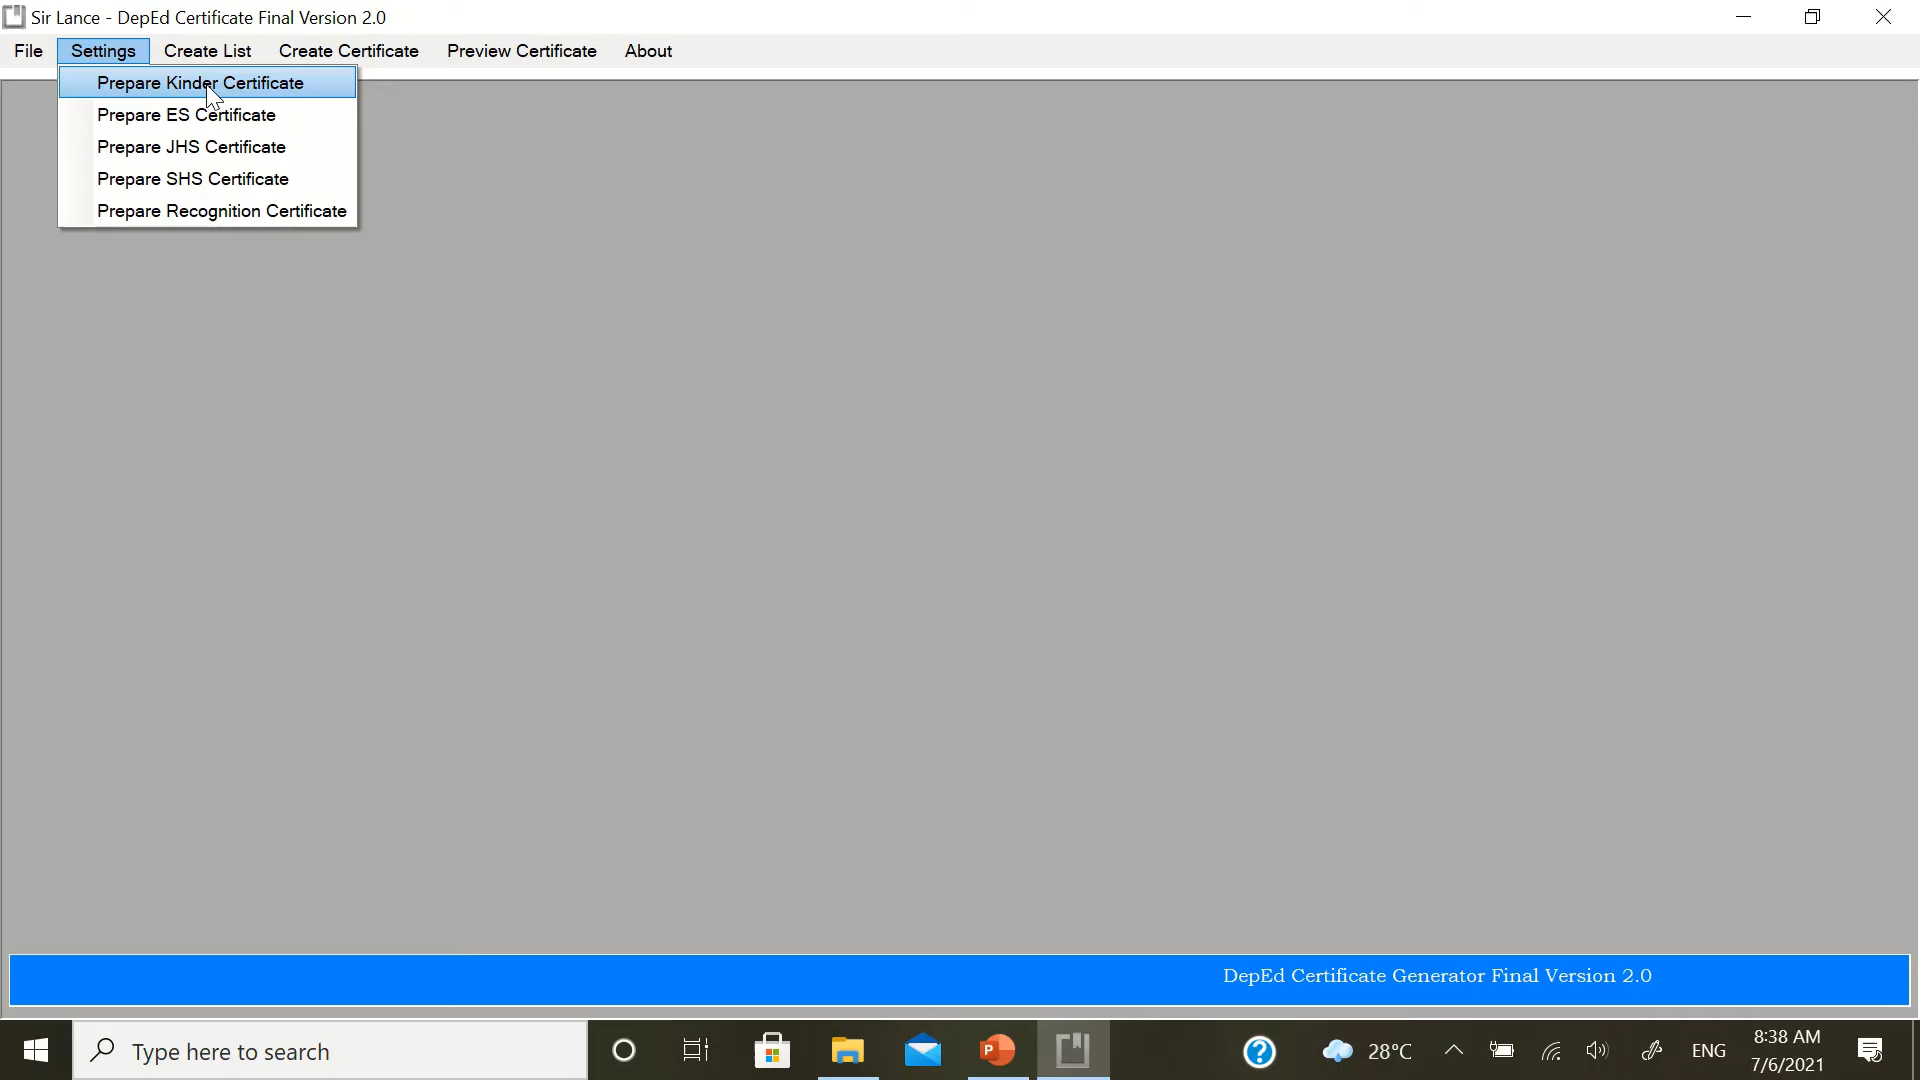 Sir Lance - DepEd Certificate Final Version 2.0
File Settings Create List Create Certificate Preview Certificate About
Prepare Kinder Certificate
Prepare ES Certificate
Prepare JHS Certificate
Prepare SHS Certificate
Prepare Recognition Certificate
DepEd Certificate Generator Final Version 2.0
Type here to search
28°C
ENG
8:38 AM
7/6/2021